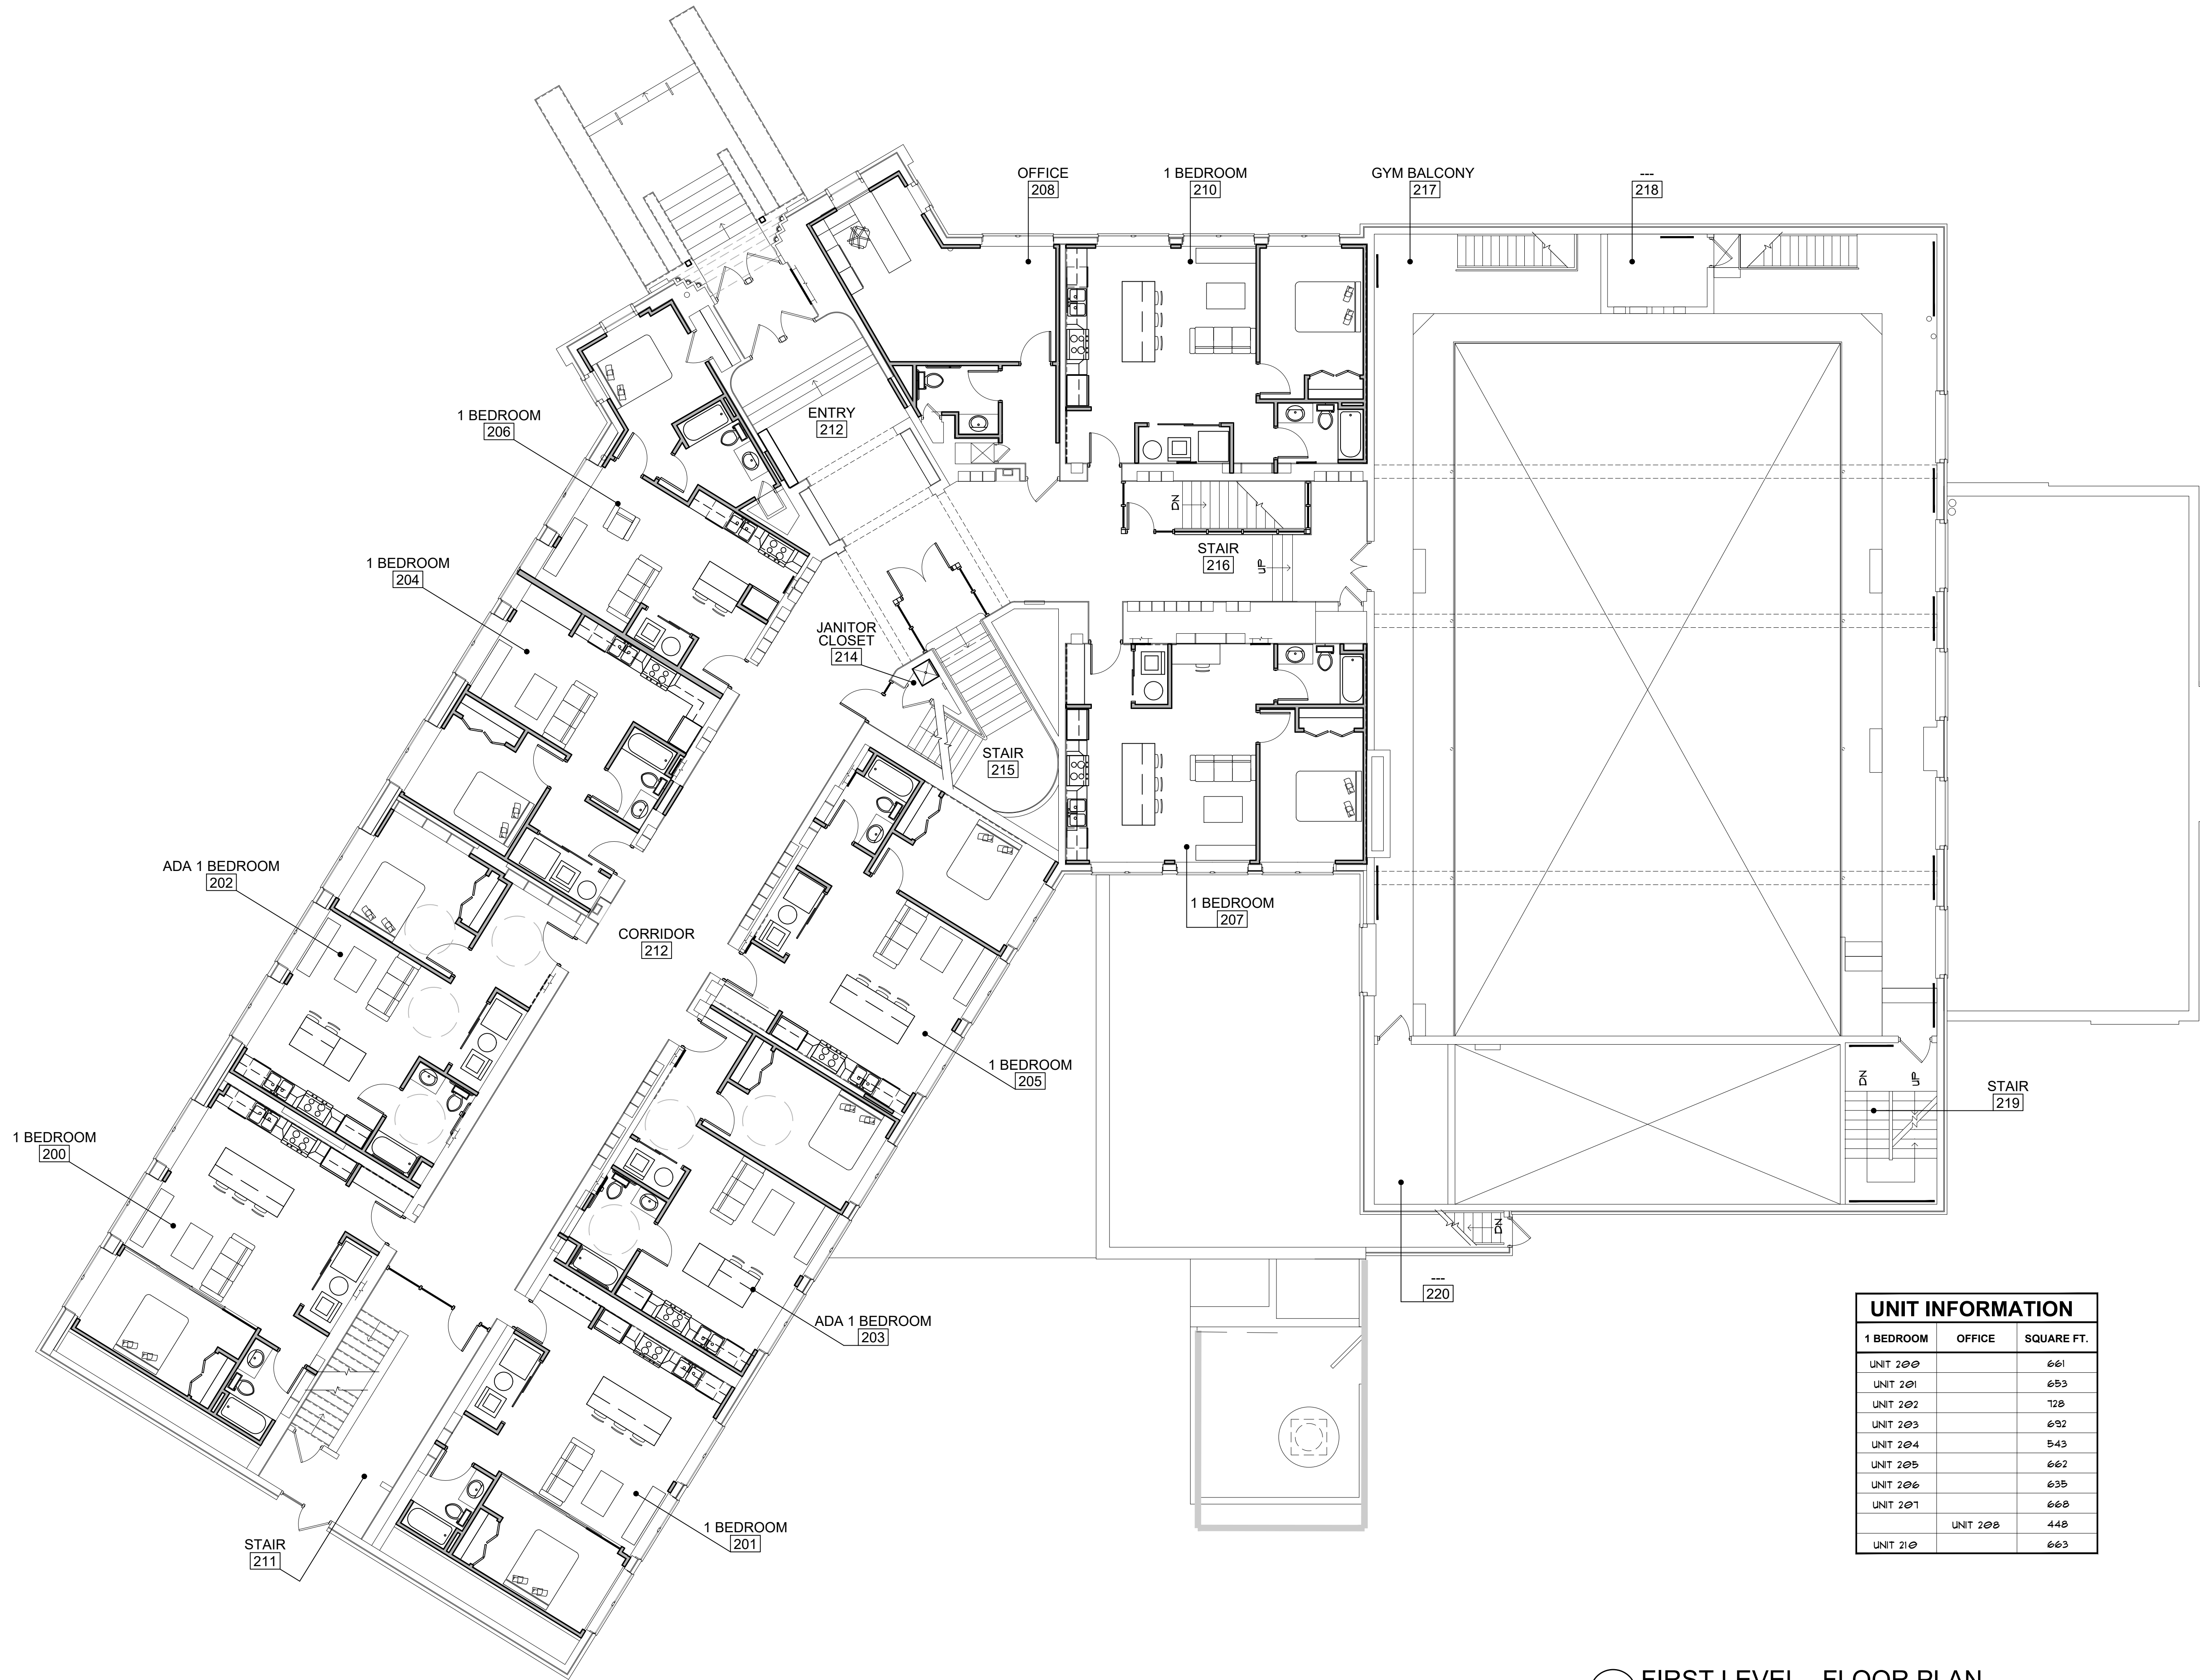 OFFICE
208
1 BEDROOM
210
GYM BALCONY
217
---
218
1 BEDROOM
206
ENTRY
212
DN
STAIR
216
UP
1 BEDROOM
204
JANITOR
CLOSET
214
STAIR
215
ADA 1 BEDROOM
202
1 BEDROOM
207
CORRIDOR
212
1 BEDROOM
205
DN
UP
STAIR
219
1 BEDROOM
200
DN
---
220
ADA 1 BEDROOM
203
1 BEDROOM
201
STAIR
211
UNIT INFORMATION
1 BEDROOM OFFICE SQUARE FT.
UNIT 200 661
UNIT 201 653
UNIT 202 728
UNIT 203 692
UNIT 204 543
UNIT 205 662
UNIT 206 635
UNIT 207 668
UNIT 208 448
UNIT 210 663
FIRST LEVEL - FLOOR PLAN